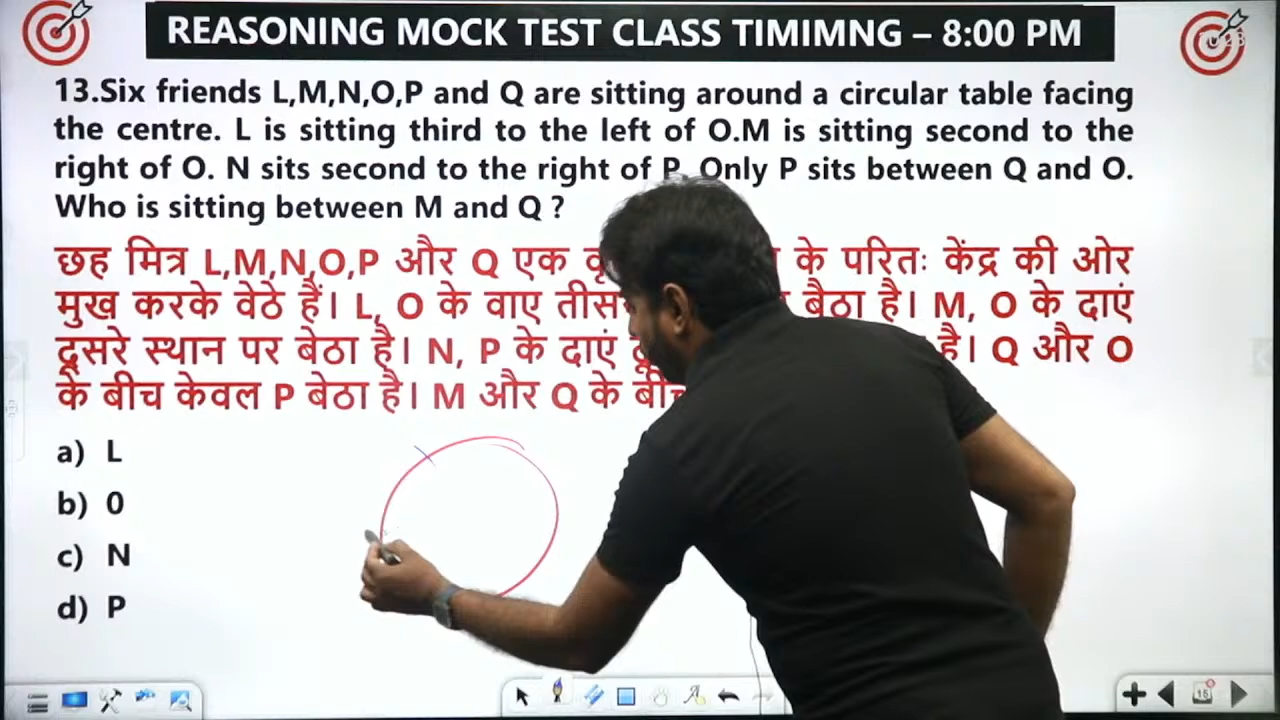 REASONING MOCK TEST CLASS TIMIMNG – 8:00 PM
13.Six friends L,M,N,O,P and Q are sitting around a circular table facing
the centre. L is sitting third to the left of O.M is sitting second to the
right of O. N sits second to the right of P. Only P sits between Q and O.
Who is sitting between M and Q ?
छह मित्र L,M,N,O,P और Q एक के परितः केंद्र की ओर
मुख करके वेठे हैं। L, O के वाए बैठा है। M, O के दाएं
दूसरे स्थान पर बेठा है। N, P के दाएं है। Q और O
के बीच केवल P बेठा है। M और Q के बीच
a) L
b) 0
c) N
d) P
15